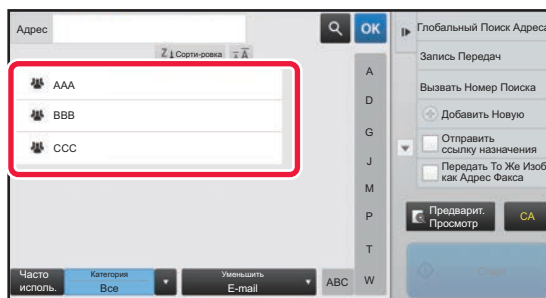 Адрес
OK
Z↓Сорти-ровка
AAA
BBB
CCC
A
D
G
J
M
P
T
W
Часто
исполь.
Категория
Все
Уменьшить
E-mail
ABC
Глобальный Поиск Адреса
Запись Передач
Вызвать Номер Поиска
Добавить Новую
Отправить
ссылку назначения
Передать То Же Изоб
как Адрес Факса
Предварит.
Просмотр
CA
Старт